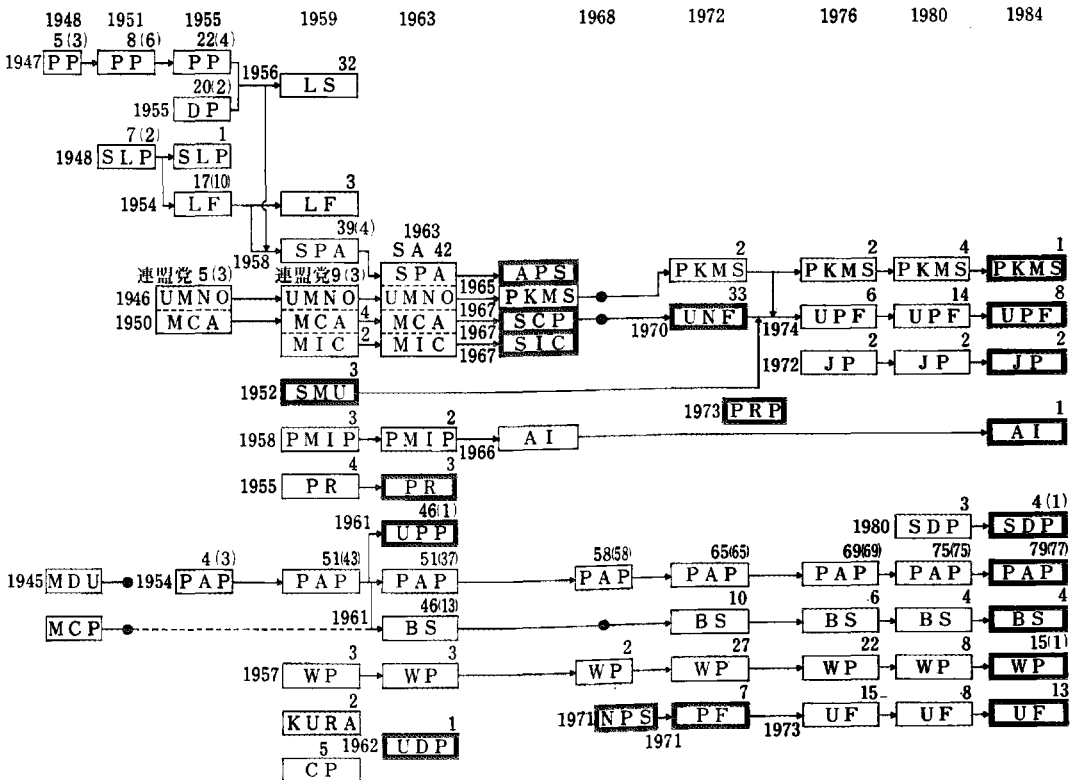 1948 1951 1955 1959 1963 1968 1972 1976 1980 1984
5(3) 8(6) 22(4)
1947 PP PP PP 1956 32
LS
20(2)
1955 DP
7(2) 1
1948 SLP SLP
17(10) 3
1954 LF LF
39(4) 1963
1958 SPA SA 42 2 2 4 1
連盟党 5(3) 連盟党9(3) SPA 1965 APS PKMS PKMS PKMS PKMS
1946 UMNO UMNO UMNO 1967 PKMS 33 6 14 8
1950 MCA MCA 4 MCA 1967 SCP 1970 UNF 1974 UPF UPF UPF
MIC 2 MIC 1967 SIC 2 2 2
1972 JP JP JP
3
1952 SMU
1973 PRP
3 2 1
1958 PMIP PMIP 1966 AI AI
4 3
1955 PR PR
46(1) 3 4(1)
1961 UPP 1980 SDP SDP
4(3) 51(43) 51(37) 58(58) 65(65) 69(69) 75(75) 79(77)
1945 MDU 1954 PAP PAP PAP PAP PAP PAP PAP PAP
46(13) 10 6 4 4
MCP 1961 BS BS BS BS BS
3 3 2 27 22 8 15(1)
1957 WP WP WP WP WP WP WP
2 7 15 8 13
KURA 1971 NPS 1971 PF 1973 UF UF UF
5 1962 1
CP UDP